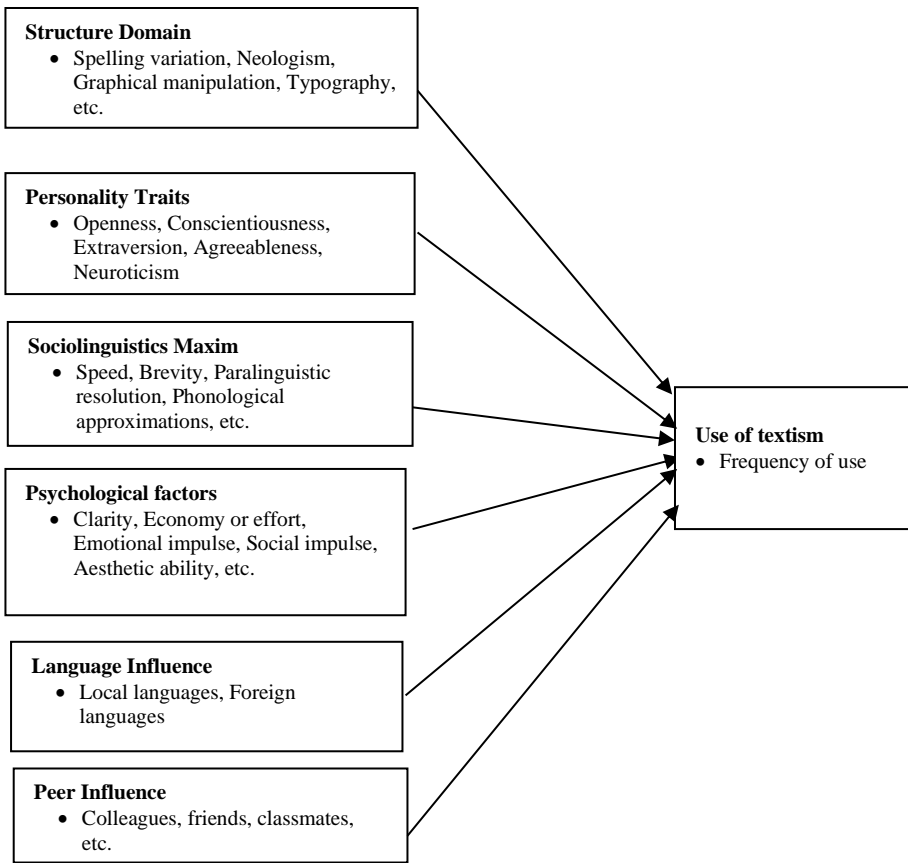 Structure Domain
• Spelling variation, Neologism,
Graphical manipulation, Typography,
etc.
Personality Traits
• Openness, Conscientiousness,
Extraversion, Agreeableness,
Neuroticism
Sociolinguistics Maxim
• Speed, Brevity, Paralinguistic
resolution, Phonological
approximations, etc.
Psychological factors
• Clarity, Economy or effort,
Emotional impulse, Social impulse,
Aesthetic ability, etc.
Language Influence
• Local languages, Foreign
languages
Peer Influence
• Colleagues, friends, classmates,
etc.
Use of textism
• Frequency of use